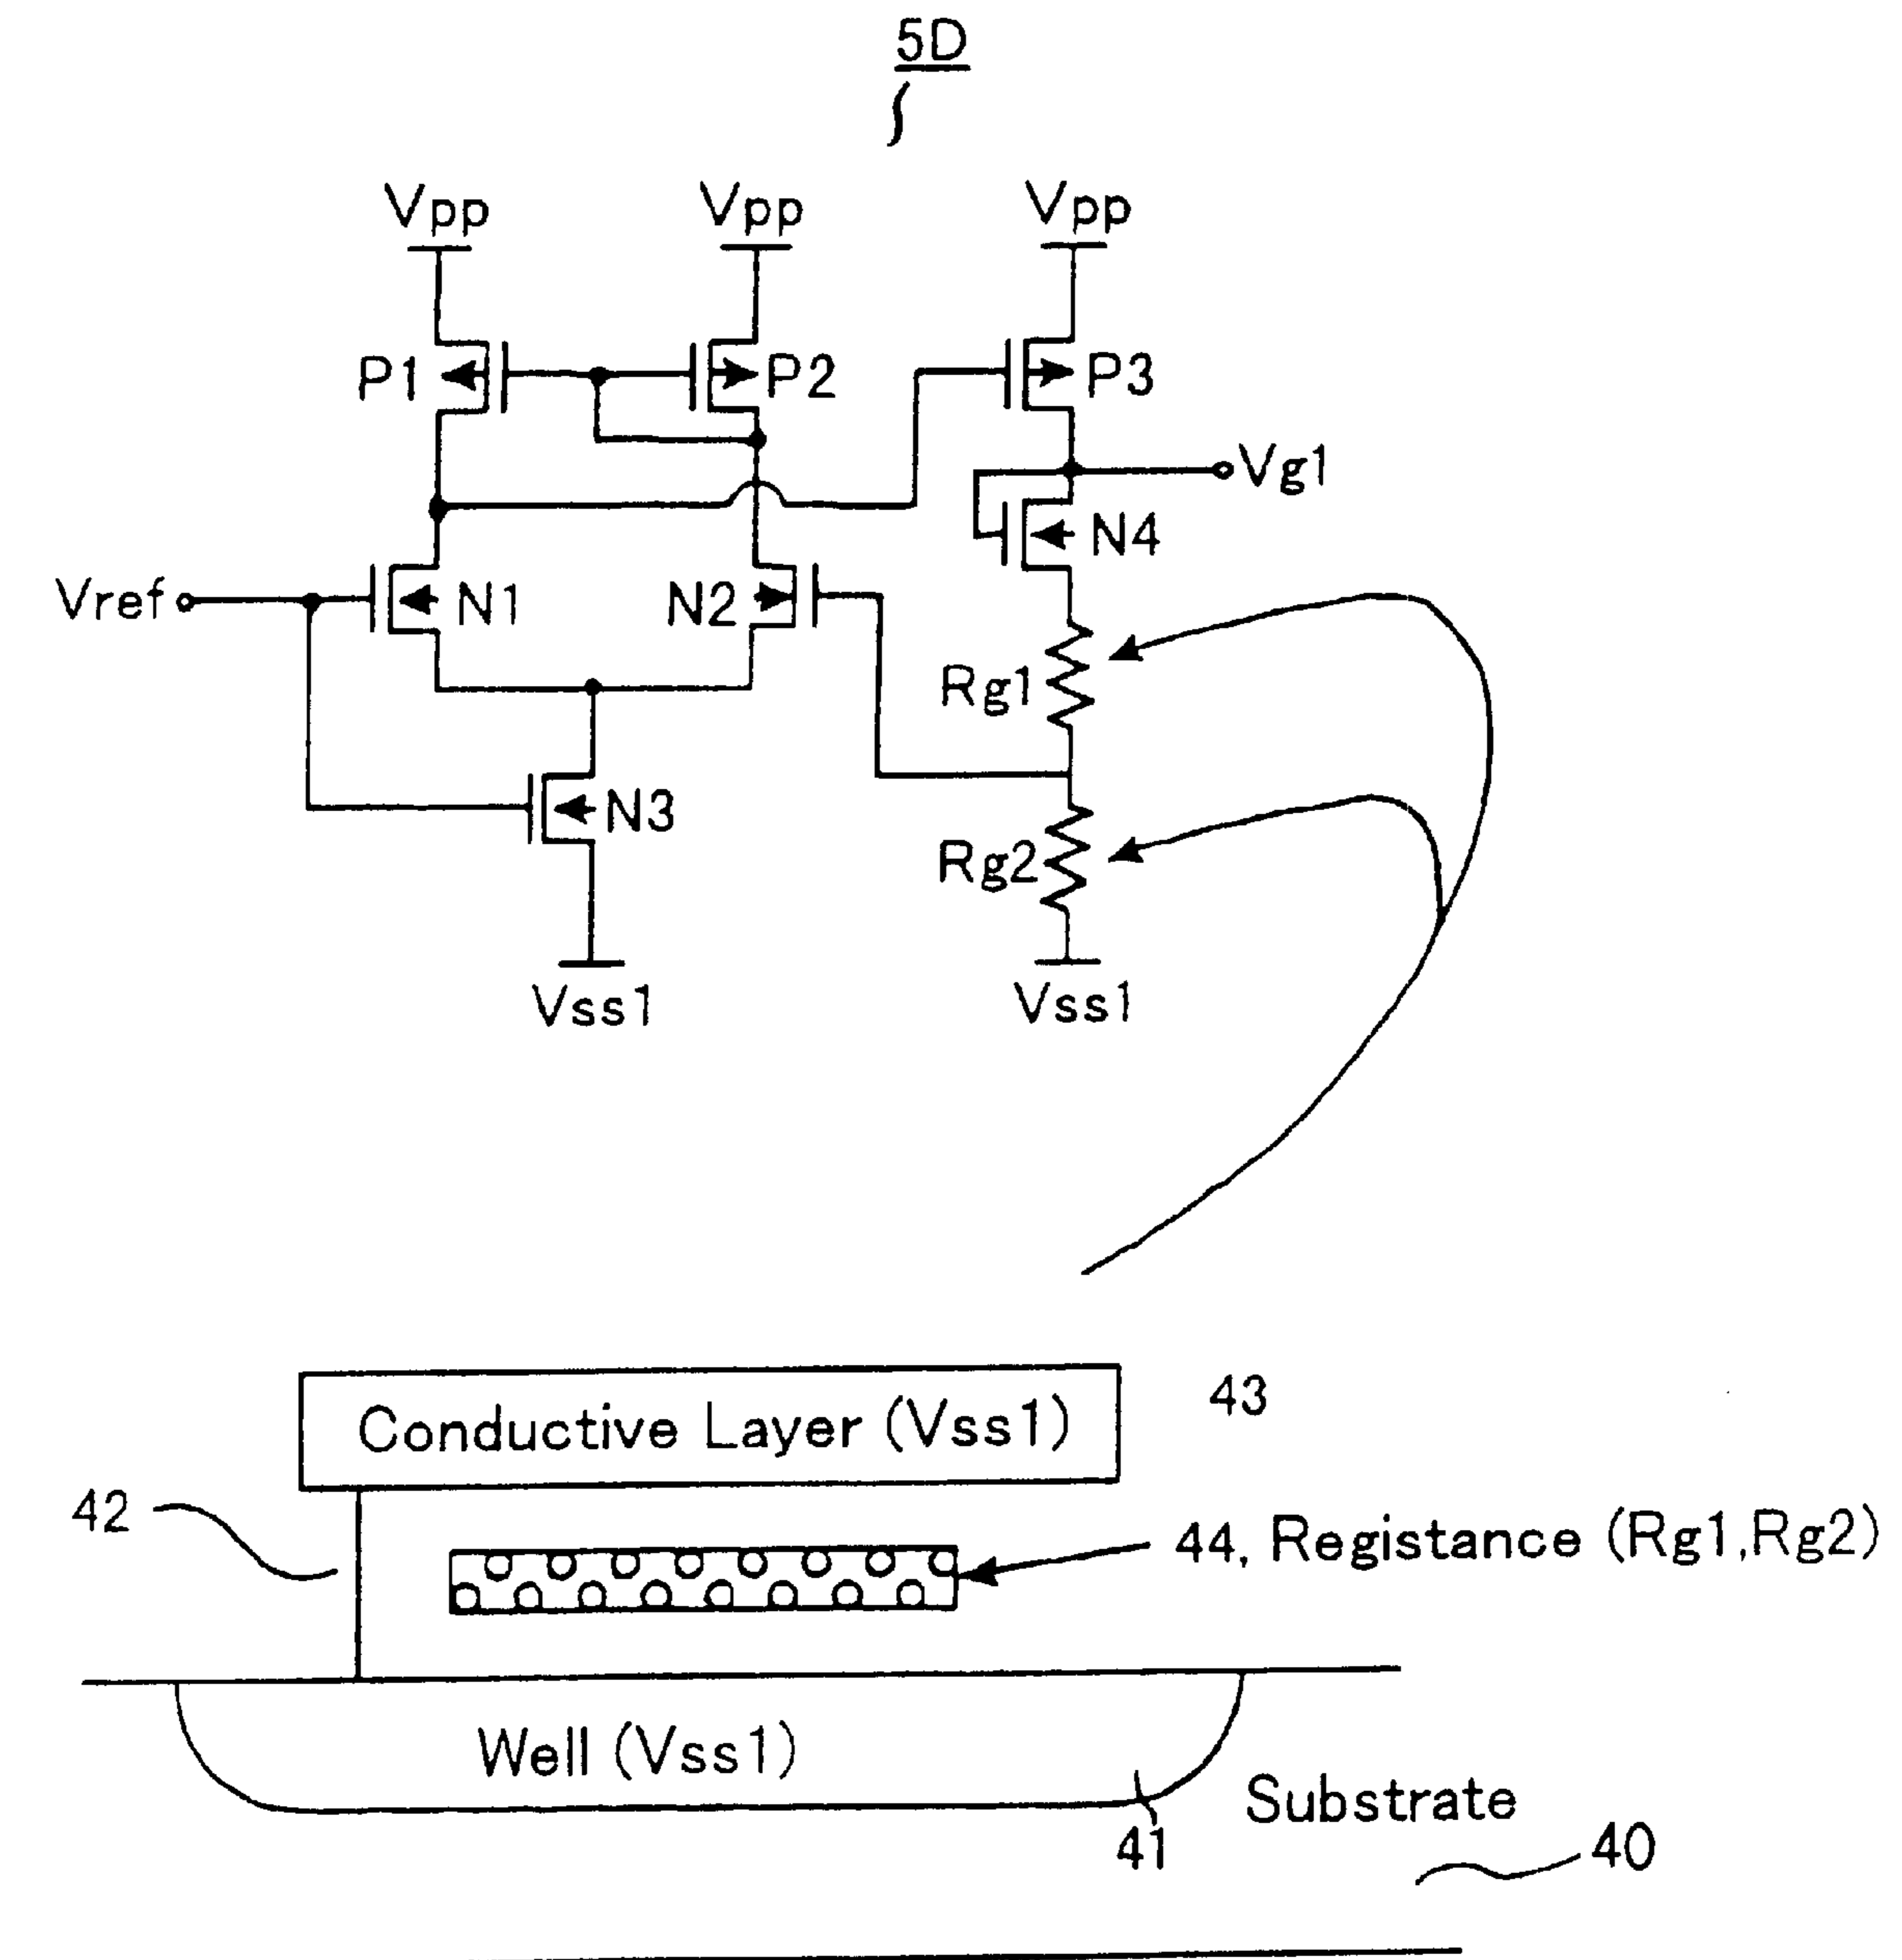 5D
Vpp Vpp Vpp
P1 P2 P3
Vg1
N4
Vref N1 N2
Rg1
N3
Rg2
Vss1 Vss1
43
Conductive Layer (Vss1)
42
44, Registance (Rg1,Rg2)
Well (Vss1)
Substrate
41
40